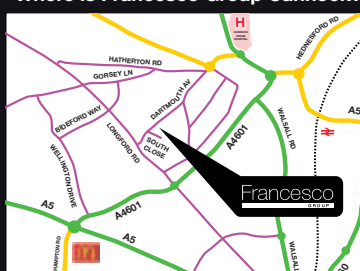 H
HEDNESFORD RD
HATHERTON RD
GORSEY LN
DARTMOUTH AV
A5
BIDEFORD WAY
LONGFORD RD
SOUTH
CLOSE
WALSALL RD
A4601
WELLINGTON DRIVE
Francesco
GROUP
A5
A4601
A5
WALSALL